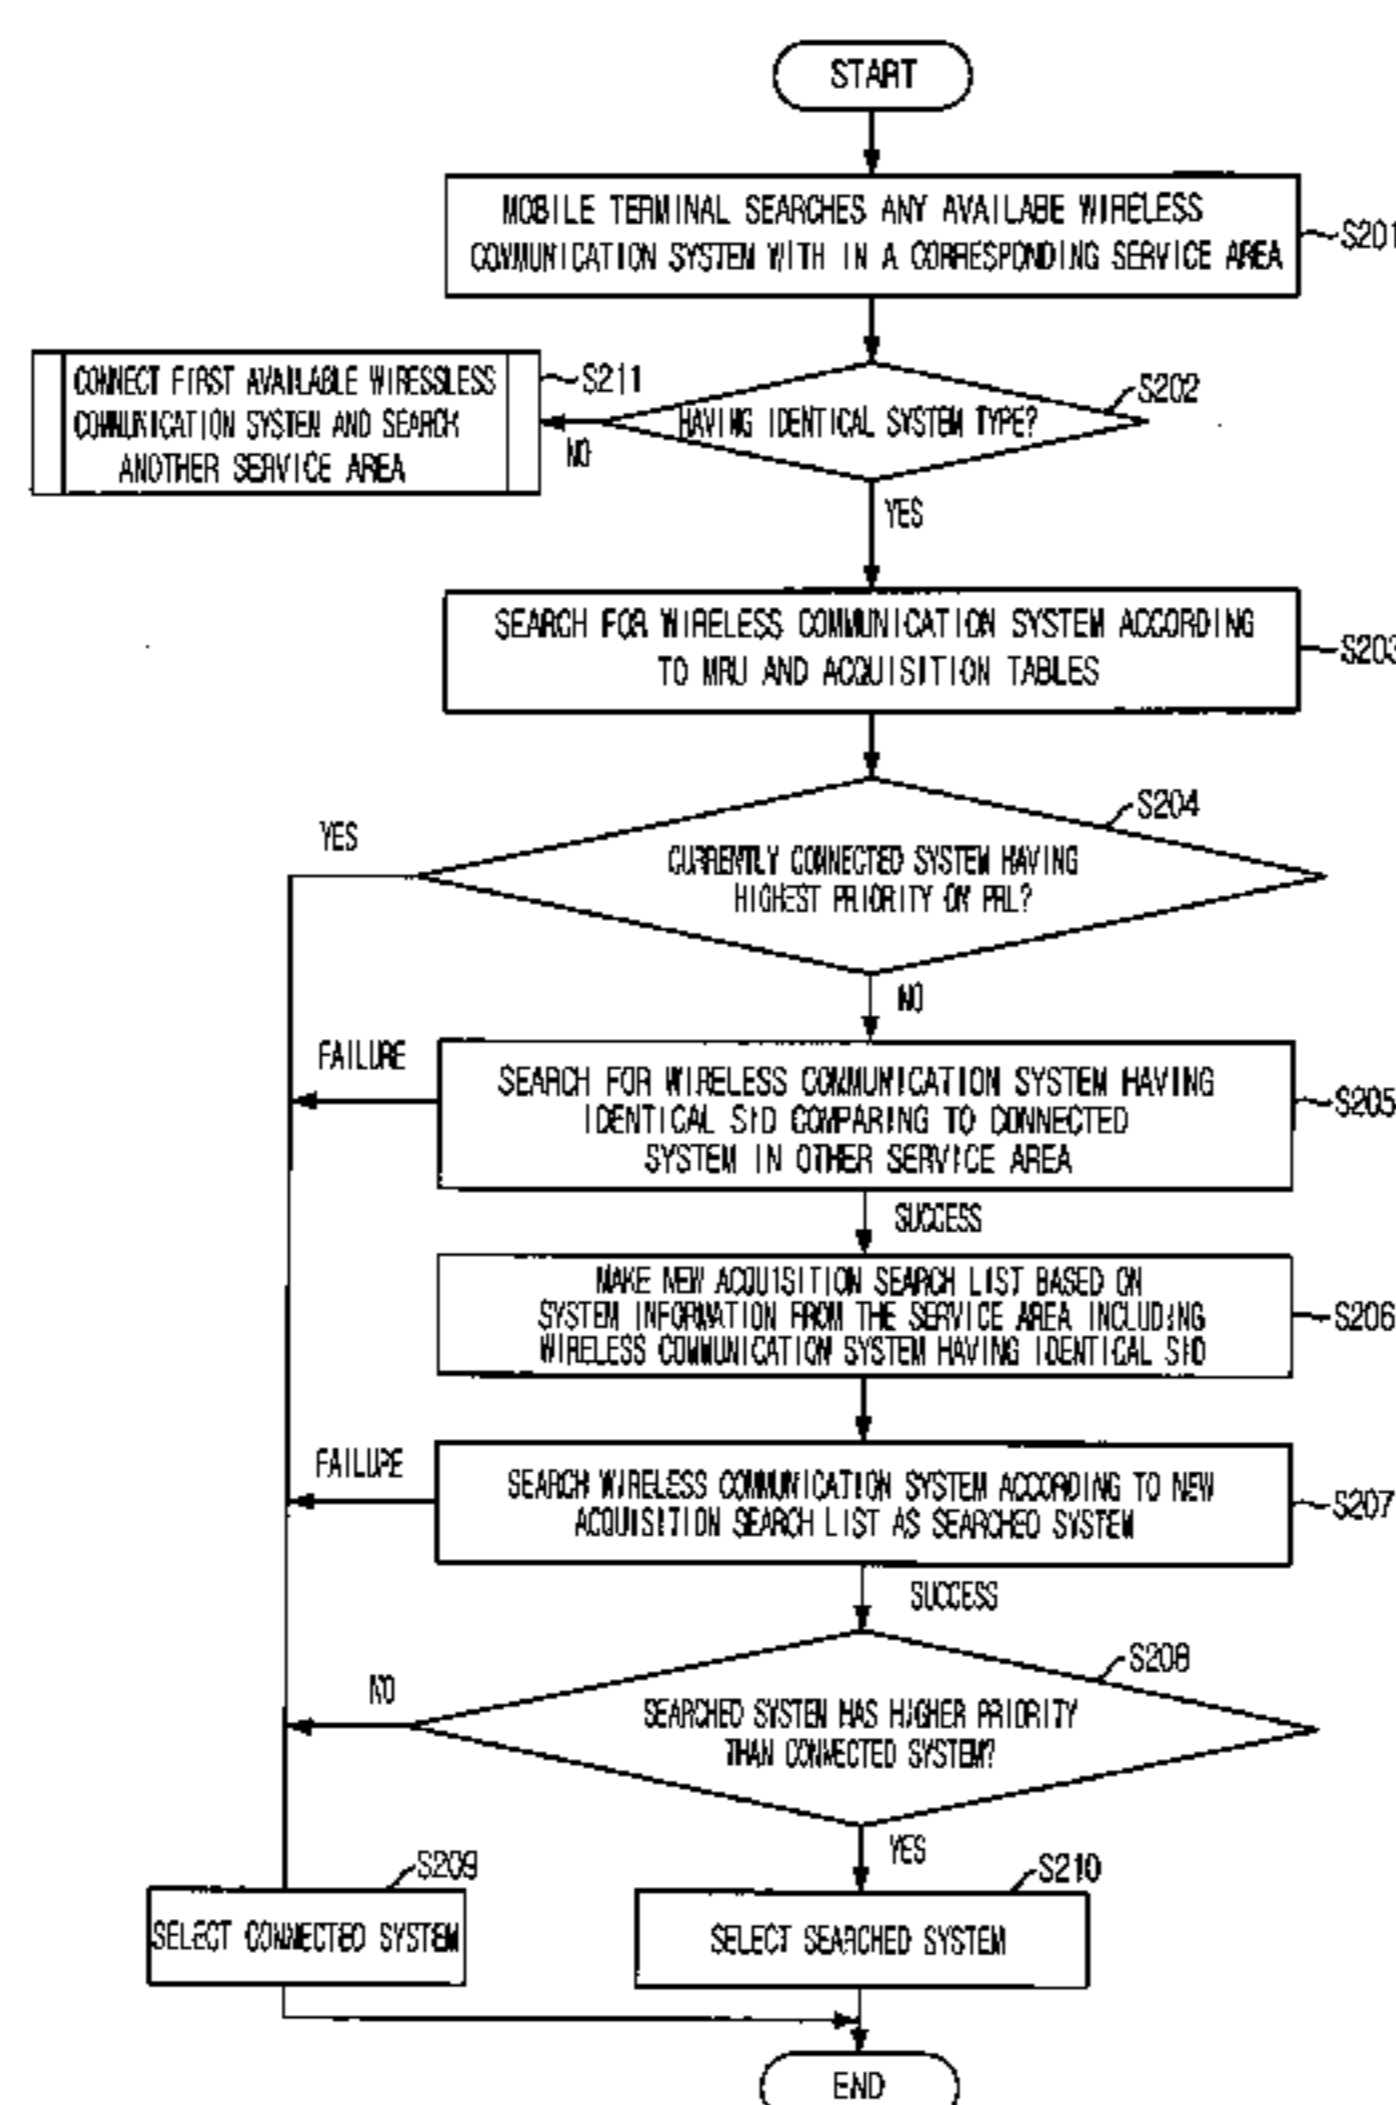 START
MOBILE TERMINAL SEARCHES ANY AVAILABE WIRELESS
COMMUNICATION SYSTEM WITH IN A CORRESPONDING SERVICE AREA
S201
CONNECT FIRST AVAILABLE WIRESSLESS
COMMUNICATION SYSTEM AND SEARCH
ANOTHER SERVICE AREA
S211
HAVING IDENTICAL SYSTEM TYPE?
S202
NO
YES
SEARCH FOR WIRELESS COMMUNICATION SYSTEM ACCORDING
TO MRU AND ACQUISITION TABLES
S203
S204
YES
CURRENTLY CONNECTED SYSTEM HAVING
HIGHEST PRIORITY ON PRL?
NO
FAILURE
SEARCH FOR WIRELESS COMMUNICATION SYSTEM HAVING
IDENTICAL SID COMPARING TO CONNECTED
SYSTEM IN OTHER SERVICE AREA
S205
SUCCESS
MAKE NEW ACQUISITION SEARCH LIST BASED ON
SYSTEM INFORMATION FROM THE SERVICE AREA INCLUDING
WIRELESS COMMUNICATION SYSTEM HAVING IDENTICAL SID
S206
FAILURE
SEARCH WIRELESS COMMUNICATION SYSTEM ACCORDING TO NEW
ACQUISITION SEARCH LIST AS SEARCHED SYSTEM
S207
SUCCESS
S208
NO
SEARCHED SYSTEM HAS HIGHER PRIORITY
THAN CONNECTED SYSTEM?
YES
S209
SELECT CONNECTED SYSTEM
S210
SELECT SEARCHED SYSTEM
END